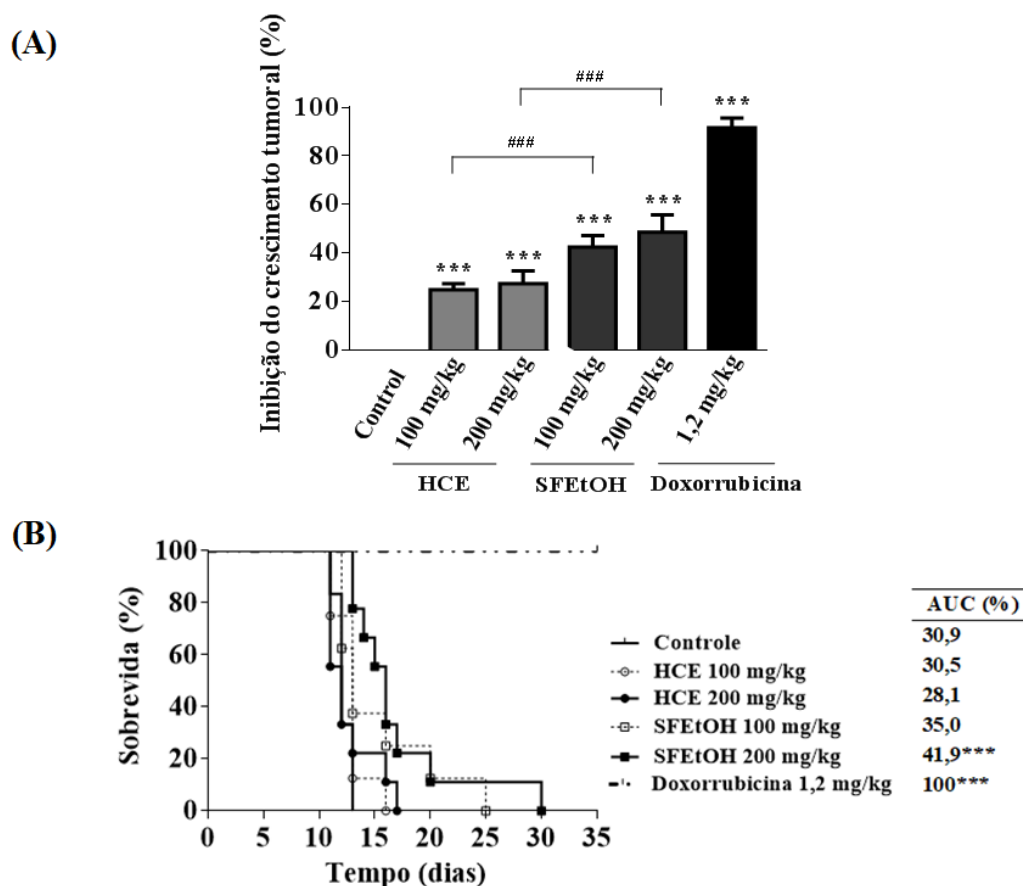 (A)
Inibição do crescimento tumoral (%)
100
80
60
40
20
0
###
###
***
***
***
***
***
Control
100 mg/kg
200 mg/kg
100 mg/kg
200 mg/kg
1,2 mg/kg
HCE
SFEtOH
Doxorrubicina
(B)
Sobrevida (%)
100
80
60
40
20
0
0 5 10 15 20 25 30 35
Tempo (dias)
AUC (%)
Controle 30,9
HCE 100 mg/kg 30,5
HCE 200 mg/kg 28,1
SFEtOH 100 mg/kg 35,0
SFEtOH 200 mg/kg 41,9***
Doxorrubicina 1,2 mg/kg 100***